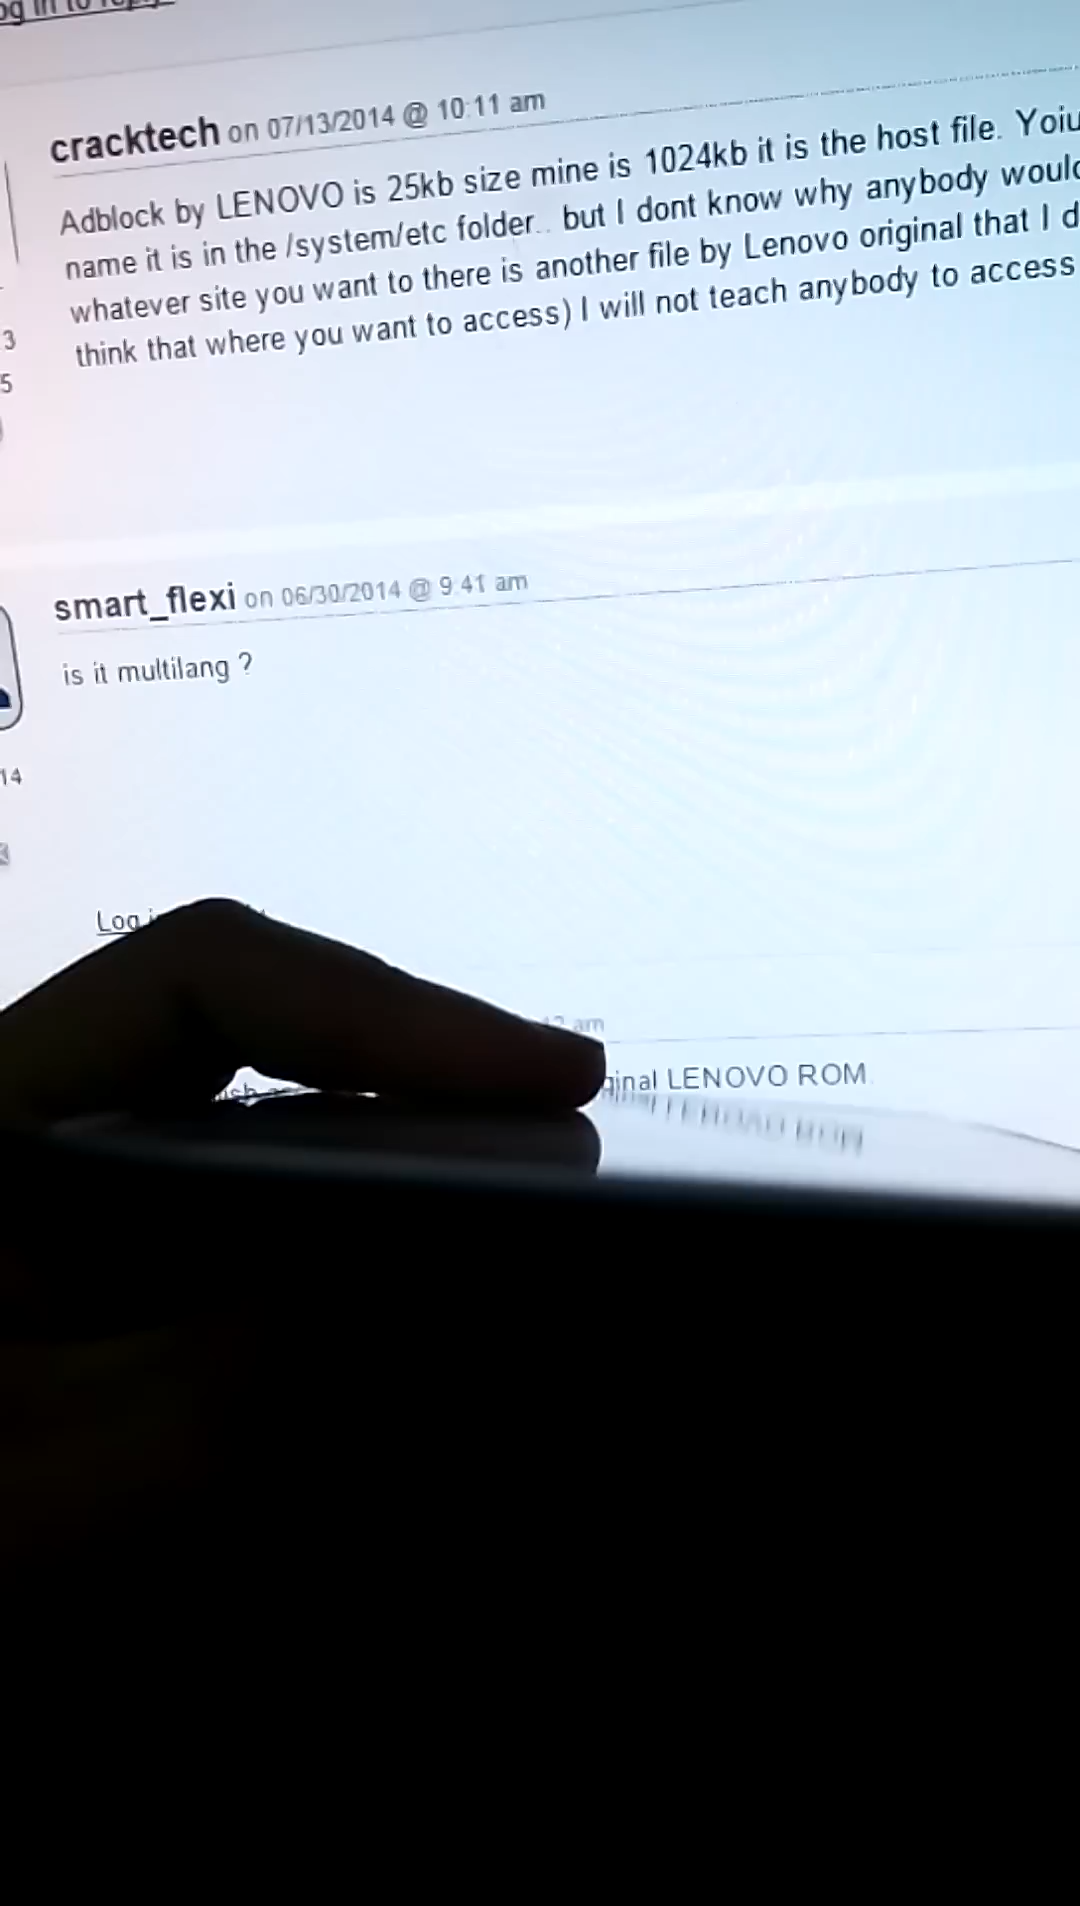 cracktech on 07/13/2014 @ 10:11 am
Adblock by LENOVO is 25kb size mine is 1024kb it is the host file. Yoiu
name it is in the /system/etc folder.. but I dont know why anybody would
whatever site you want to there is another file by Lenovo original that I d
think that where you want to access) I will not teach anybody to access
3
5
smart_flexi on 06/30/2014 @ 9:41 am
is it multilang ?
14
Log
am
ginal LENOVO ROM.